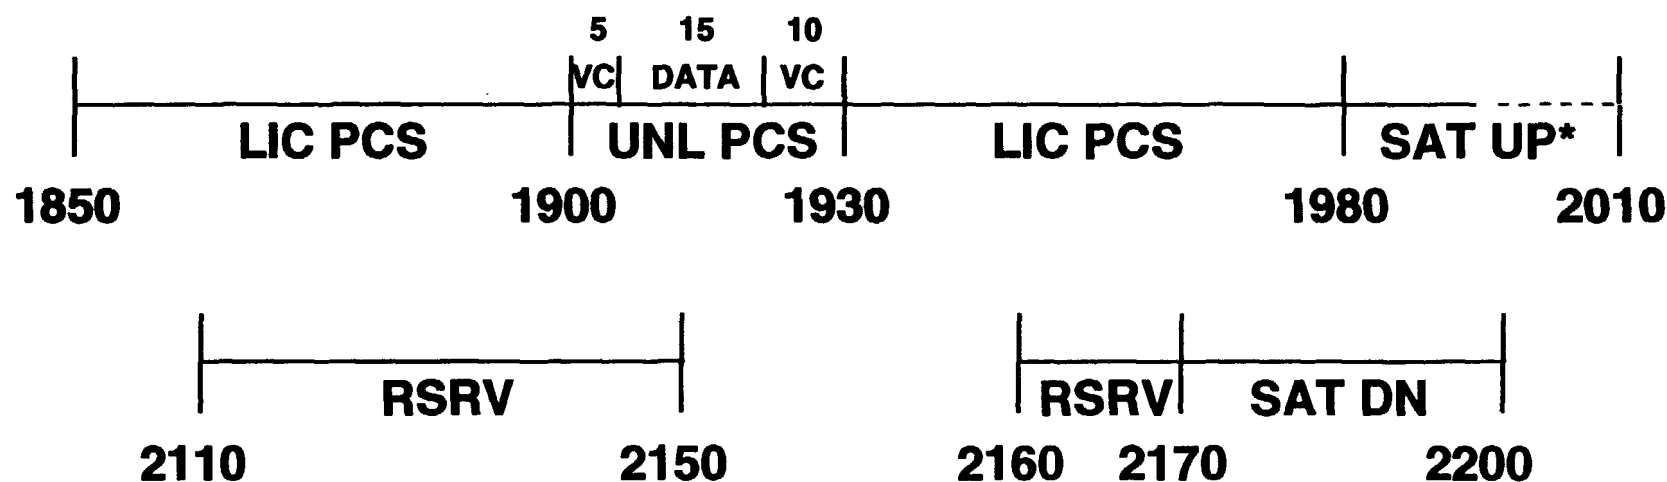 5 15 10
VC DATA VC
LIC PCS UNL PCS LIC PCS SAT UP*
1850 1900 1930 1980 2010
RSRV RSRV SAT DN
2110 2150 2160 2170 2200